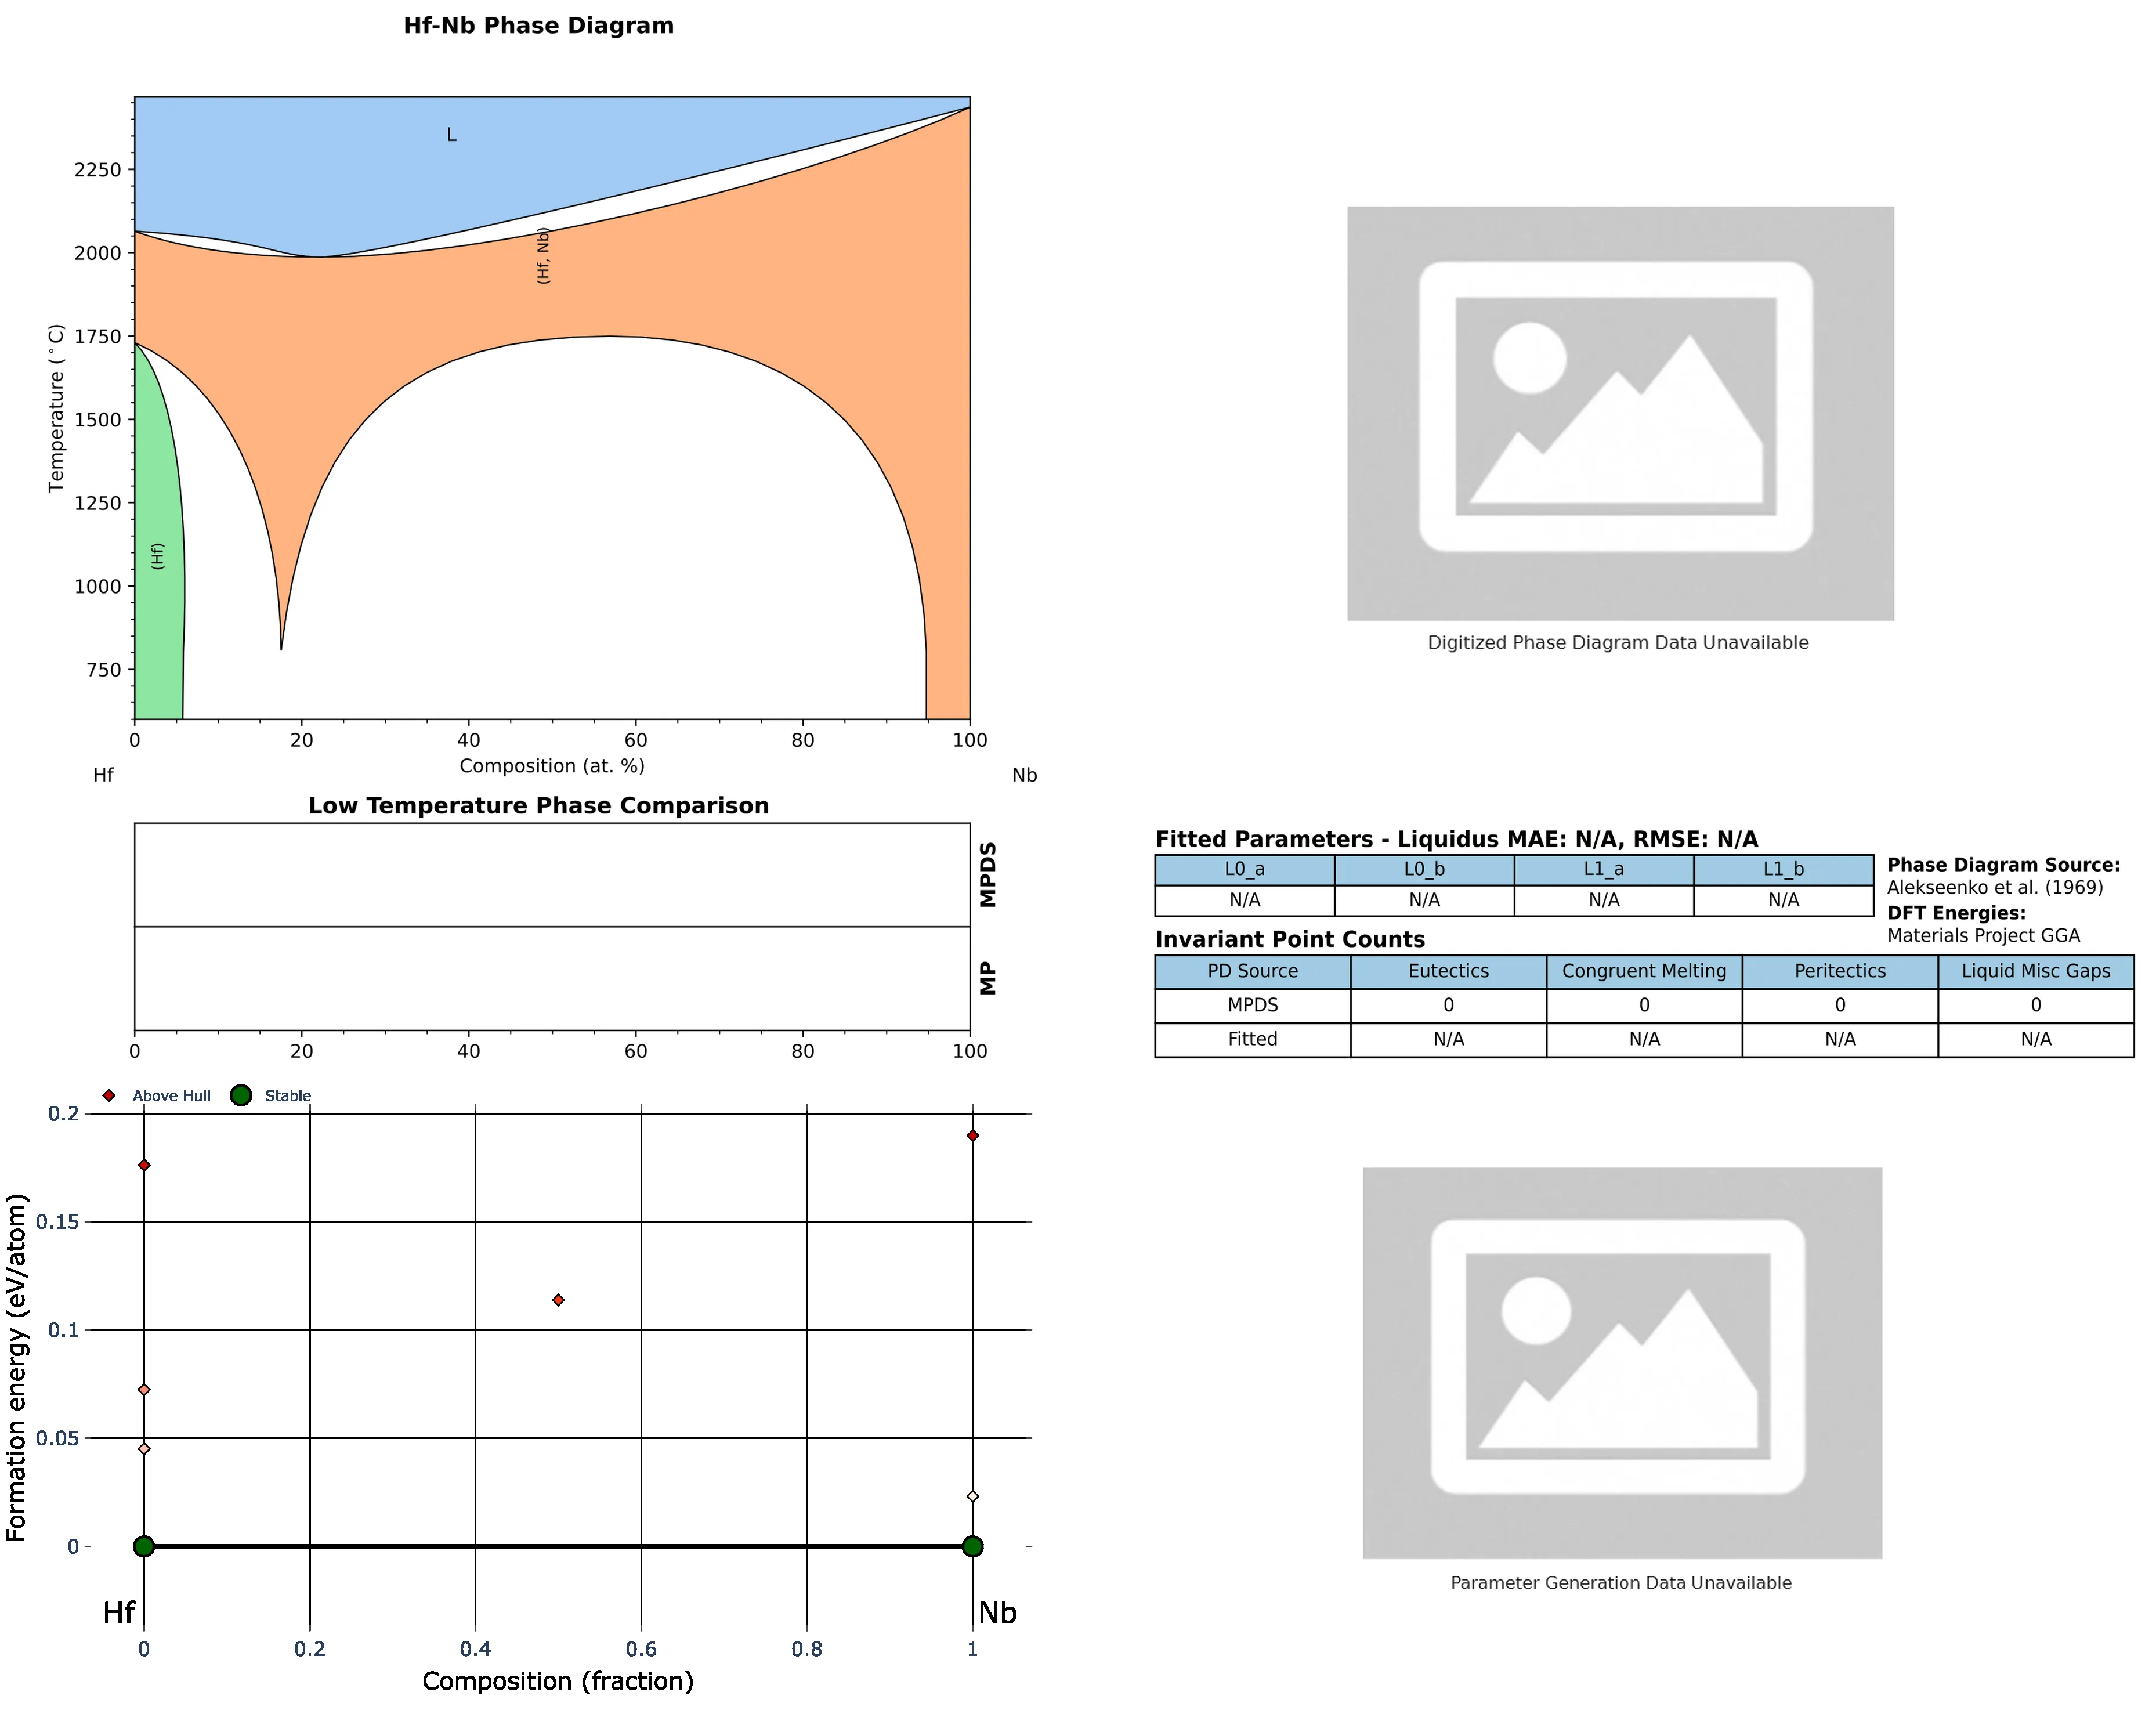 Hf-Nb Phase Diagram
L
(Hf, Nb)
(Hf)
Temperature (°C)
2250
2000
1750
1500
1250
1000
750
0 20 40 60 80 100
Composition (at. %)
Hf Nb
Digitized Phase Diagram Data Unavailable
Low Temperature Phase Comparison
MPDS
MP
0 20 40 60 80 100
Fitted Parameters - Liquidus MAE: N/A, RMSE: N/A
L0_a L0_b L1_a L1_b
N/A N/A N/A N/A
Phase Diagram Source:
Alekseenko et al. (1969)
DFT Energies:
Materials Project GGA
Invariant Point Counts
PD Source Eutectics Congruent Melting Peritectics Liquid Misc Gaps
MPDS 0 0 0 0
Fitted N/A N/A N/A N/A
Above Hull Stable
Formation energy (eV/atom)
0.2
0.15
0.1
0.05
0
Hf Nb
0 0.2 0.4 0.6 0.8 1
Composition (fraction)
Parameter Generation Data Unavailable